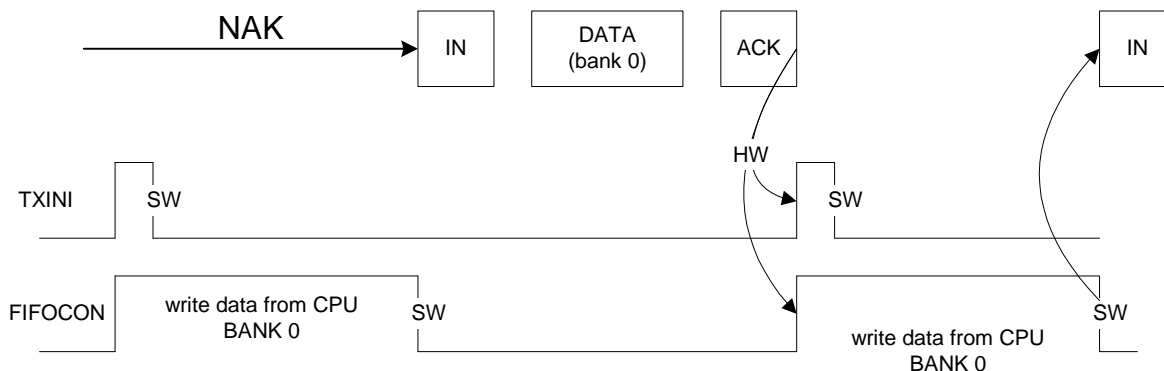 NAK
IN
DATA
(bank 0)
ACK
IN
HW
TXINI
SW
SW
FIFOCON
write data from CPU
BANK 0
SW
write data from CPU
BANK 0
SW